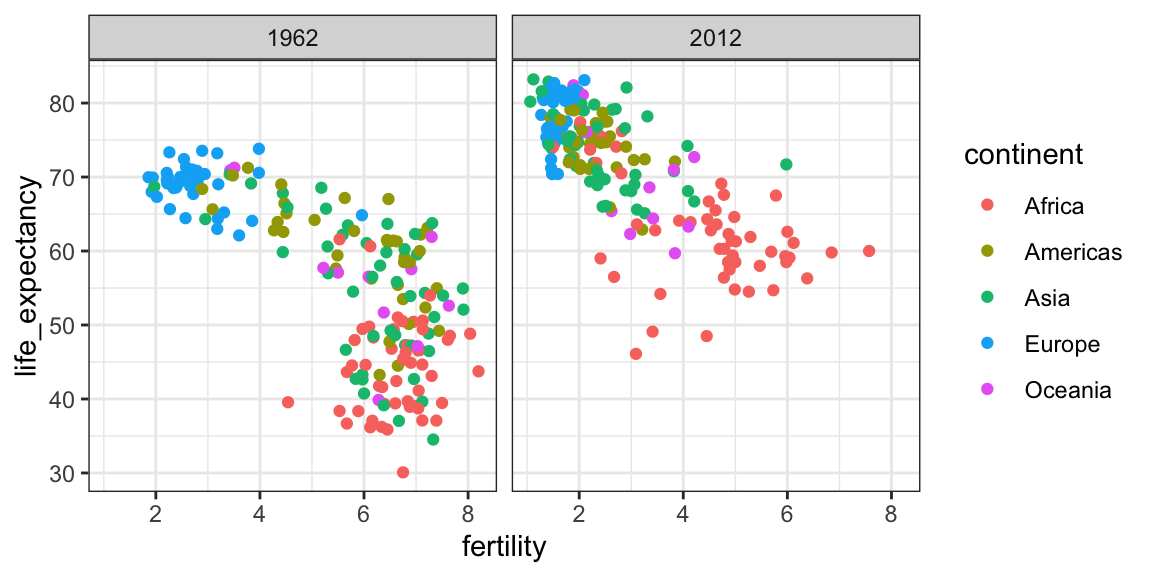 1962
2012
life_expectancy
80
70
60
50
40
30
2 4 6 8
2 4 6 8
fertility
continent
Africa
Americas
Asia
Europe
Oceania